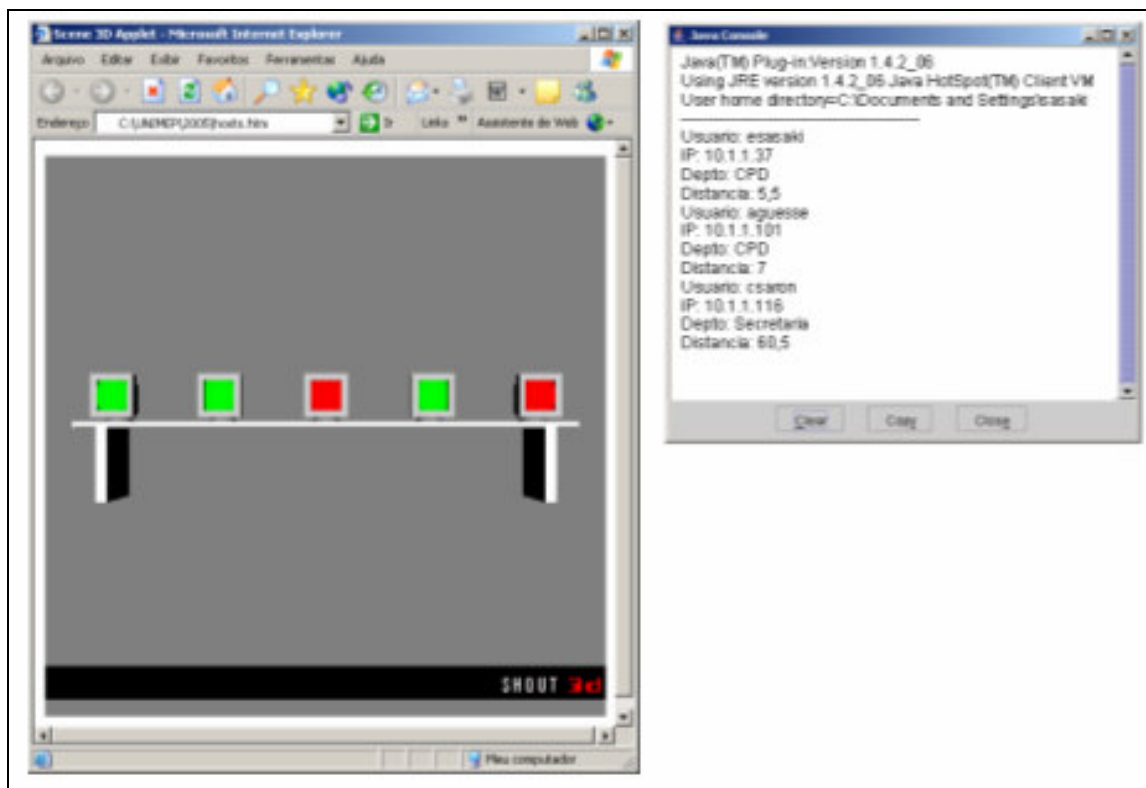 Scene 3D Applet - Microsoft Internet Explorer
Arquivo Editar Exibir Favoritos Ferramentas Ajuda
Endereço C:\UNIMEP\2005\hosts.htm Links Assistente de Web
SHOUT 3d
Meu computador
Java Console
Java(TM) Plug-in:Version 1.4.2_06
Using JRE version 1.4.2_06 Java HotSpot(TM) Client VM
User home directory=C:\Documents and Settings\sasaki
Usuario: esasaki
IP: 10.1.1.37
Depto: CPD
Distancia: 5,5
Usuario: aguesse
IP: 10.1.1.101
Depto: CPD
Distancia: 7
Usuario: csaron
IP: 10.1.1.116
Depto: Secretaria
Distancia: 60,5
Clear Copy Close